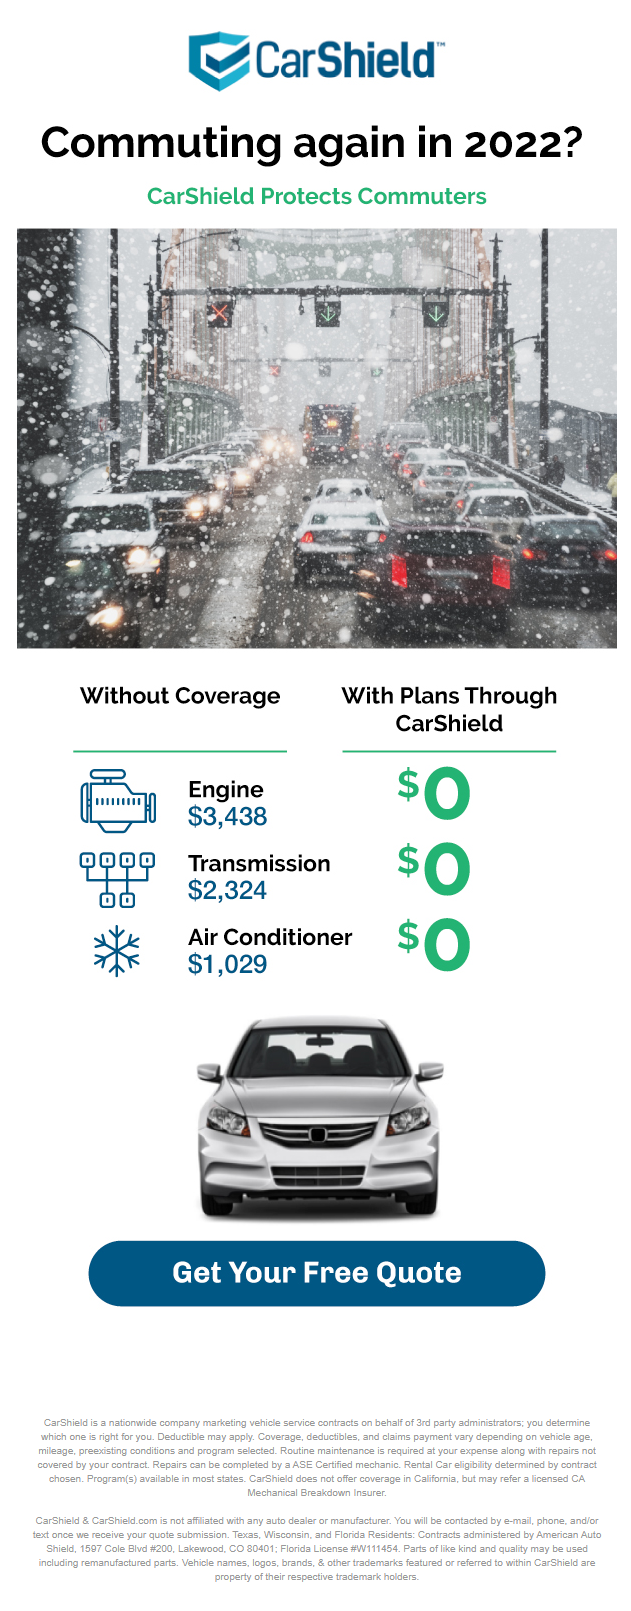 CarShield™
Commuting again in 2022?
CarShield Protects Commuters
Without Coverage
With Plans Through
CarShield
Engine
$3,438
$0
Transmission
$2,324
$0
Air Conditioner
$1,029
$0
Get Your Free Quote
CarShield is a nationwide company marketing vehicle service contracts on behalf of 3rd party administrators; you determine
which one is right for you. Deductible may apply. Coverage, deductibles, and claims payment vary depending on vehicle age,
mileage, preexisting conditions and program selected. Routine maintenance is required at your expense along with repairs not
covered by your contract. Repairs can be completed by a ASE Certified mechanic. Rental Car eligibility determined by contract
chosen. Program(s) available in most states. CarShield does not offer coverage in California, but may refer a licensed CA
Mechanical Breakdown Insurer.
CarShield & CarShield.com is not affiliated with any auto dealer or manufacturer. You will be contacted by e-mail, phone, and/or
text once we receive your quote submission. Texas, Wisconsin, and Florida Residents: Contracts administered by American Auto
Shield, 1597 Cole Blvd #200, Lakewood, CO 80401; Florida License #W111454. Parts of like kind and quality may be used
including remanufactured parts. Vehicle names, logos, brands, & other trademarks featured or referred to within CarShield are
property of their respective trademark holders.